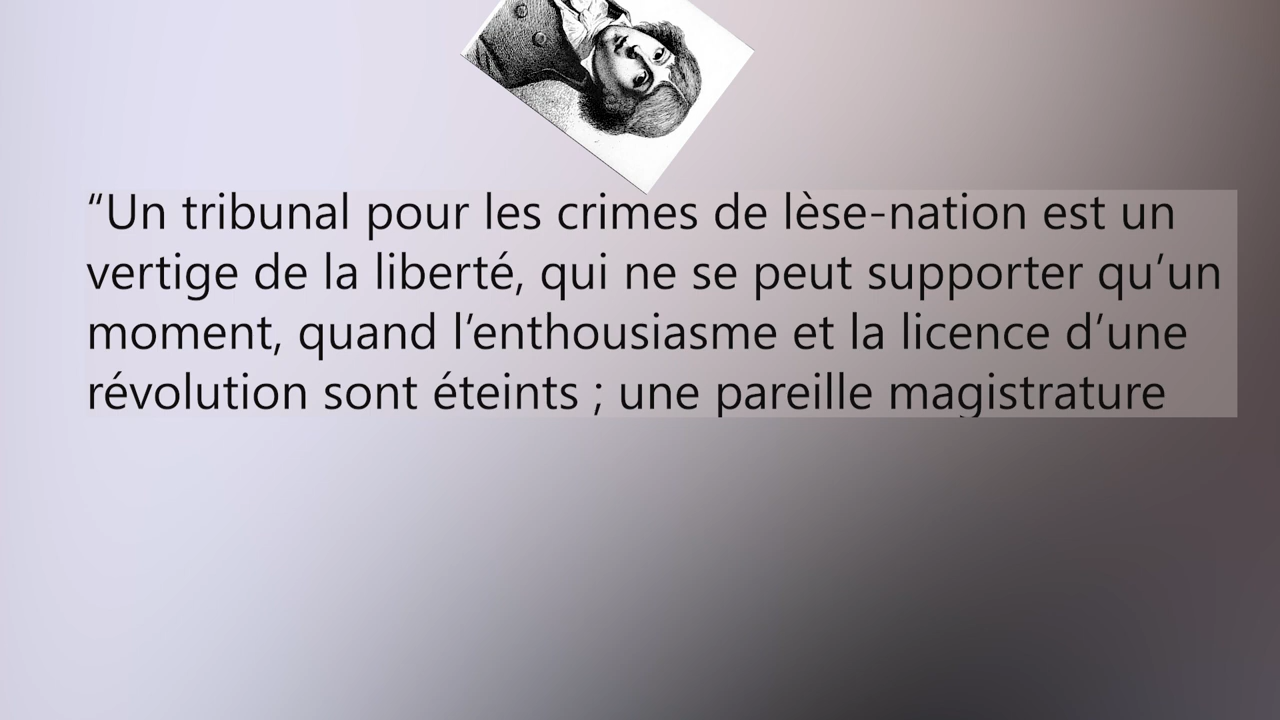 “Un tribunal pour les crimes de lèse-nation est un
vertige de la liberté, qui ne se peut supporter qu’un
moment, quand l’enthousiasme et la licence d’une
révolution sont éteints ; une pareille magistrature